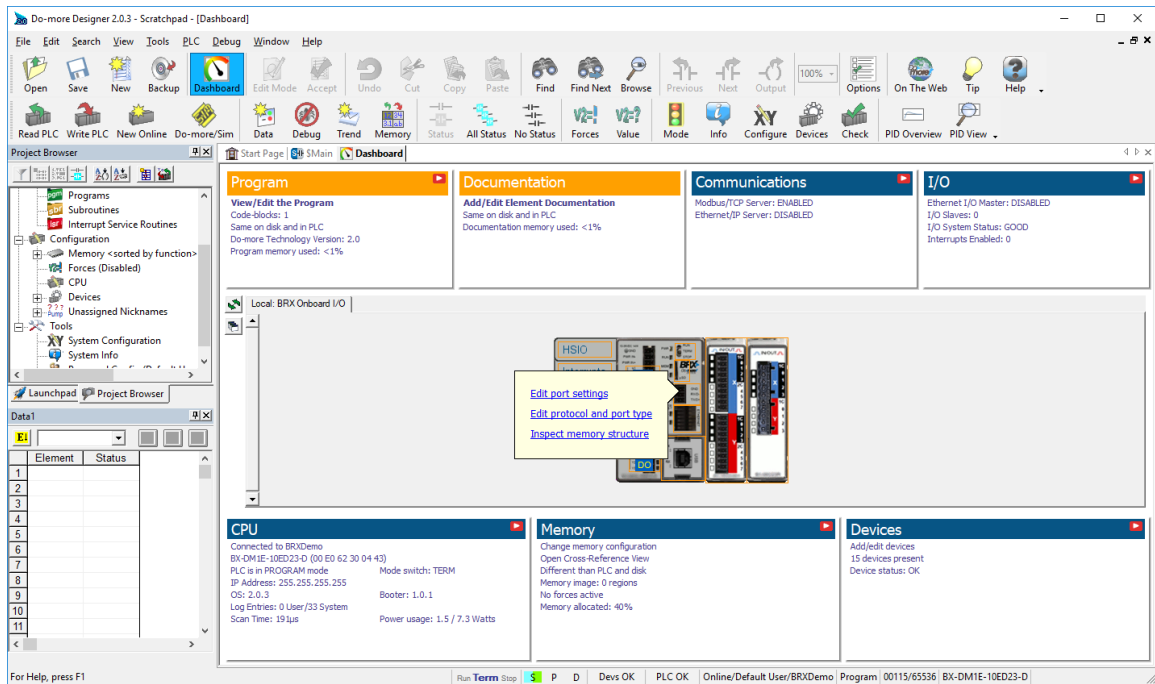 Do-more Designer 2.0.3 - Scratchpad - [Dashboard]
File Edit Search View Tools PLC Debug Window Help
Open Save New Backup Dashboard Edit Mode Accept Undo Cut Copy Paste Find Find Next Browse Previous Next Output 100% Options On The Web Tip Help
Read PLC Write PLC New Online Do-more/Sim Data Debug Trend Memory Status All Status No Status Forces Value Mode Info Configure Devices Check PID Overview PID View
Project Browser
Start Page $Main Dashboard
Programs
Subroutines
Interrupt Service Routines
Configuration
Memory <sorted by function>
Forces (Disabled)
CPU
Devices
Unassigned Nicknames
Tools
System Configuration
System Info
Launchpad Project Browser
Data1
Element Status
1
2
3
4
5
6
7
8
9
10
11
Program
View/Edit the Program
Code-blocks: 1
Same on disk and in PLC
Do-more Technology Version: 2.0
Program memory used: <1%
Documentation
Add/Edit Element Documentation
Same on disk and in PLC
Documentation memory used: <1%
Communications
Modbus/TCP Server: ENABLED
Ethernet/IP Server: DISABLED
I/O
Ethernet I/O Master: DISABLED
I/O Slaves: 0
I/O System Status: GOOD
Interrupts Enabled: 0
Local: BRX Onboard I/O
HSIO
BRX
Edit port settings
Edit protocol and port type
Inspect memory structure
DO
CPU
Connected to BRXDemo
BX-DM1E-10ED23-D (00 E0 62 30 04 43)
PLC is in PROGRAM mode Mode switch: TERM
IP Address: 255.255.255.255
OS: 2.0.3 Booter: 1.0.1
Log Entries: 0 User/33 System
Scan Time: 191µs Power usage: 1.5 / 7.3 Watts
Memory
Change memory configuration
Open Cross-Reference View
Different than PLC and disk
Memory image: 0 regions
No forces active
Memory allocated: 40%
Devices
Add/edit devices
15 devices present
Device status: OK
For Help, press F1
Run Term Stop S P D Devs OK PLC OK Online/Default User/BRXDemo Program 00115/65536 BX-DM1E-10ED23-D